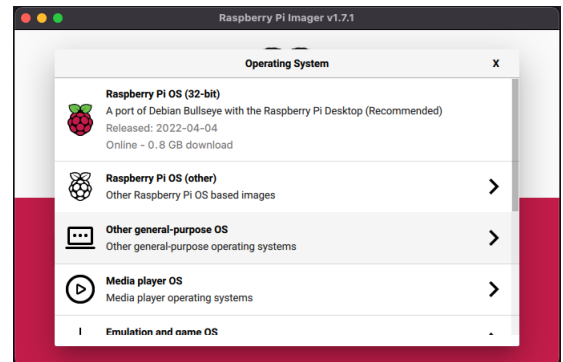 Raspberry Pi Imager v1.7.1
Operating System X
Raspberry Pi OS (32-bit)
A port of Debian Bullseye with the Raspberry Pi Desktop (Recommended)
Released: 2022-04-04
Online - 0.8 GB download
Raspberry Pi OS (other)
Other Raspberry Pi OS based images
Other general-purpose OS
Other general-purpose operating systems
Media player OS
Media player operating systems
Emulation and game OS